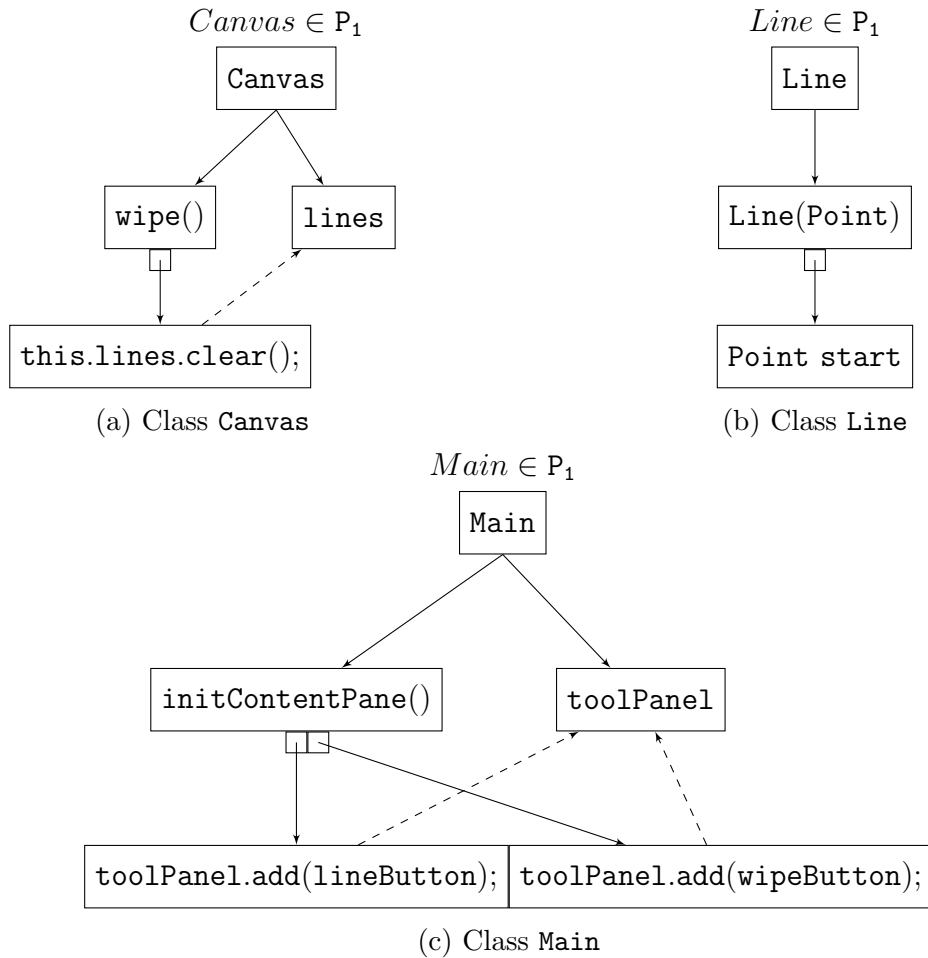 Canvas ∈ P₁
Canvas
wipe()
lines
this.lines.clear();
(a) Class Canvas
Line ∈ P₁
Line
Line(Point)
Point start
(b) Class Line
Main ∈ P₁
Main
initContentPane()
toolPanel
toolPanel.add(lineButton);
toolPanel.add(wipeButton);
(c) Class Main